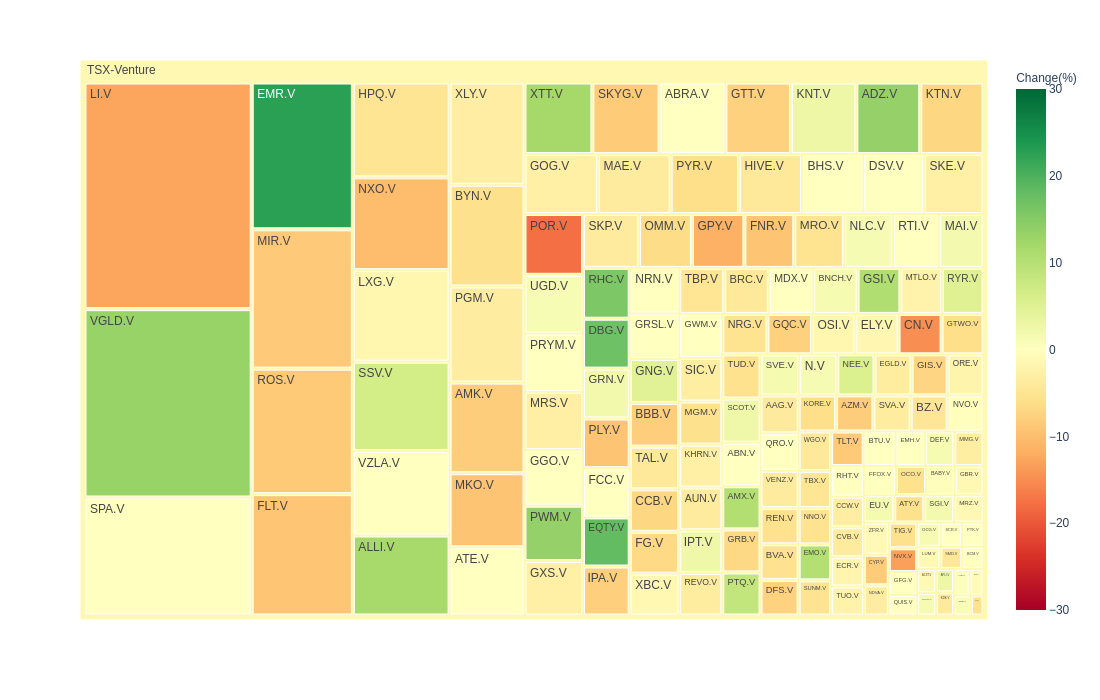 TSX-Venture
Change(%)
LI.V
VGLD.V
SPA.V
EMR.V
MIR.V
ROS.V
FLT.V
HPQ.V
NXO.V
LXG.V
SSV.V
VZLA.V
ALLI.V
XLY.V
BYN.V
PGM.V
AMK.V
MKO.V
ATE.V
XTT.V
SKYG.V
ABRA.V
GTT.V
KNT.V
ADZ.V
KTN.V
GOG.V
MAE.V
PYR.V
HIVE.V
BHS.V
DSV.V
SKE.V
POR.V
UGD.V
PRYM.V
MRS.V
GGO.V
PWM.V
GXS.V
SKP.V
OMM.V
GPY.V
FNR.V
MRO.V
NLC.V
RTI.V
MAI.V
RHC.V
DBG.V
GRN.V
PLY.V
FCC.V
EQTY.V
IPA.V
NRN.V
TBP.V
BRC.V
MDX.V
BNCH.V
GSI.V
MTLO.V
RYR.V
GRSL.V
GWM.V
NRG.V
GQC.V
OSI.V
ELY.V
CN.V
GTWO.V
GNG.V
BBB.V
TAL.V
CCB.V
FG.V
XBC.V
SIC.V
MGM.V
KHRN.V
AUN.V
IPT.V
REVO.V
TUD.V
SCOT.V
ABN.V
AMX.V
GRB.V
PTQ.V
SVE.V
N.V
NEE.V
EGLD.V
GIS.V
ORE.V
AAG.V
KORE.V
AZM.V
SVA.V
BZ.V
NVO.V
QRO.V
VENZ.V
REN.V
BVA.V
DFS.V
WGO.V
TBX.V
NNO.V
EMO.V
SUNM.V
TLT.V
BTU.V
EMH.V
DEF.V
MMG.V
RHT.V
FFOX.V
OCO.V
BABY.V
GBR.V
CCW.V
CVB.V
ECR.V
TUO.V
EU.V
ATY.V
SGI.V
MRZ.V
ZFR.V
CYP.V
NOVA.V
TIG.V
NVX.V
GFG.V
QUIS.V
LUM.V
30
20
10
0
−10
−20
−30